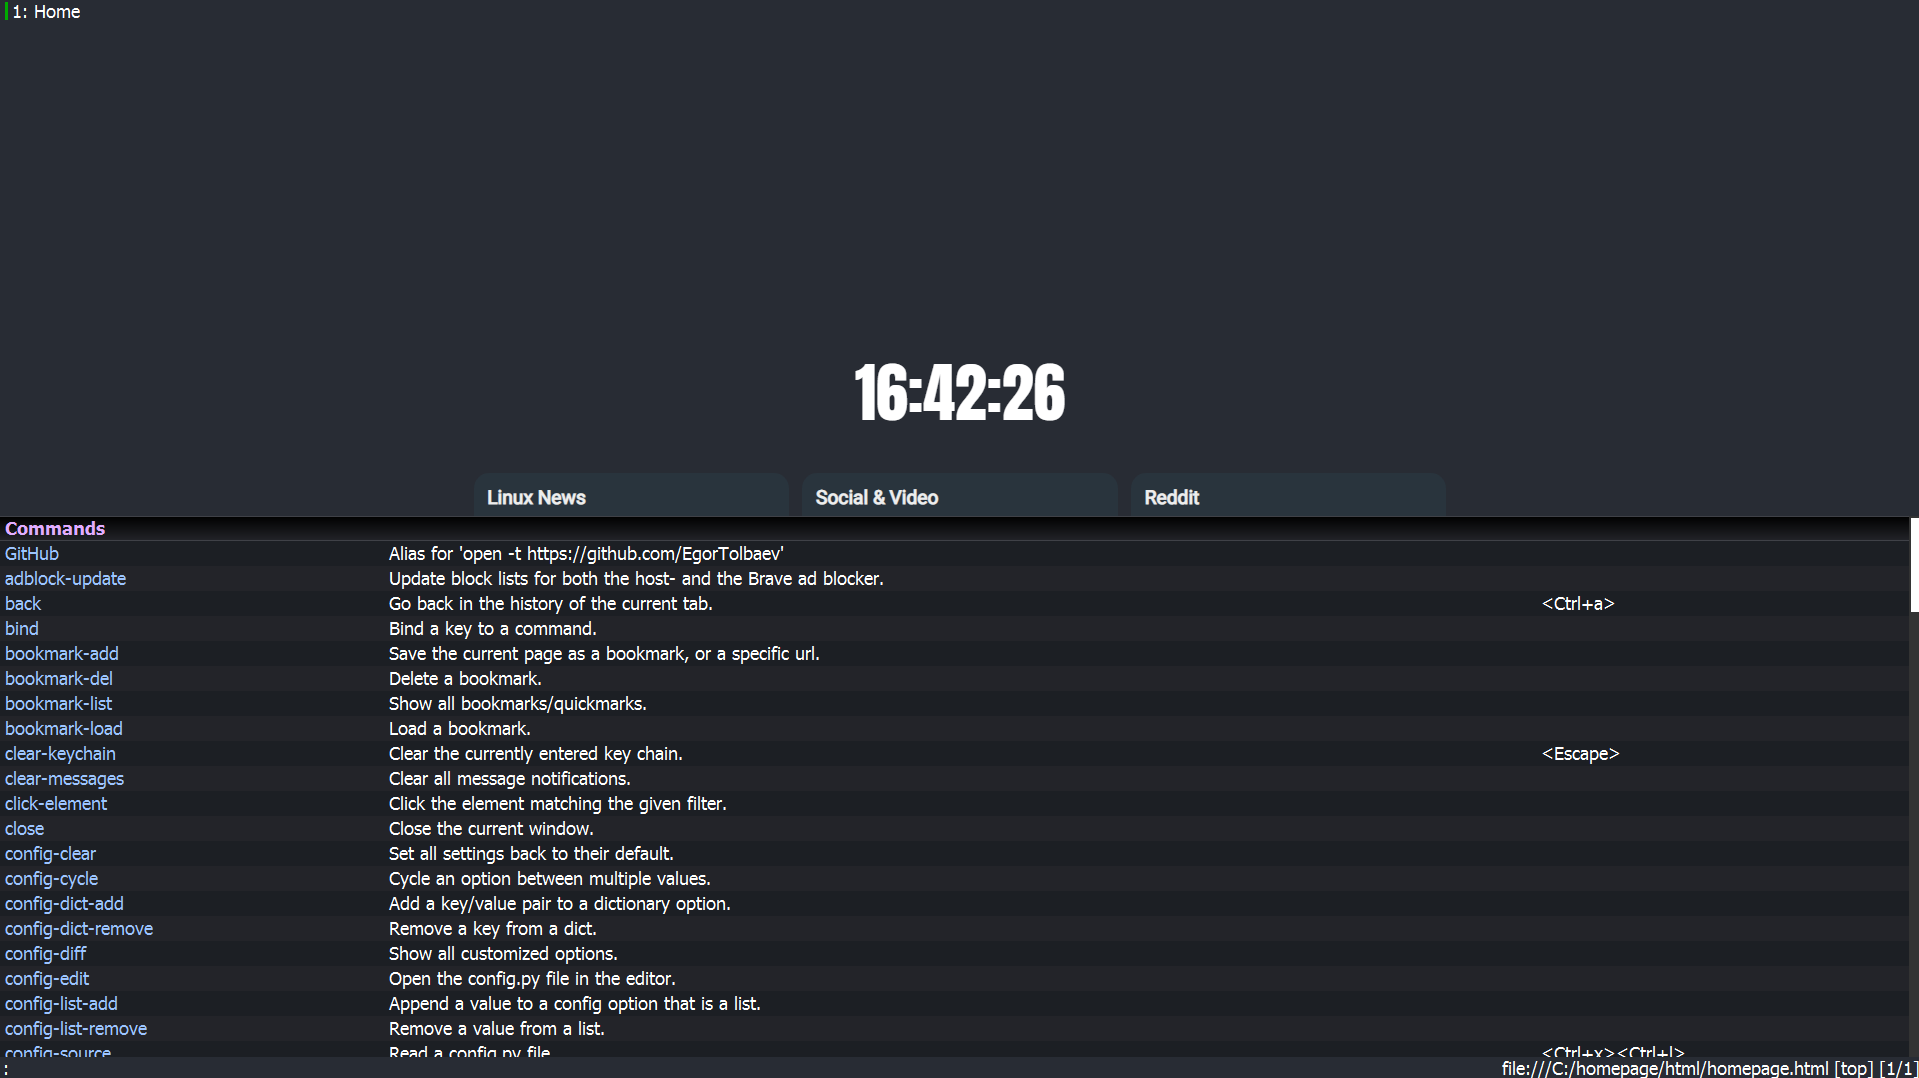 1: Home
16:42:26
Linux News Social & Video Reddit
Commands
GitHub Alias for 'open -t https://github.com/EgorTolbaev'
adblock-update Update block lists for both the host- and the Brave ad blocker.
back Go back in the history of the current tab. <Ctrl+a>
bind Bind a key to a command.
bookmark-add Save the current page as a bookmark, or a specific url.
bookmark-del Delete a bookmark.
bookmark-list Show all bookmarks/quickmarks.
bookmark-load Load a bookmark.
clear-keychain Clear the currently entered key chain. <Escape>
clear-messages Clear all message notifications.
click-element Click the element matching the given filter.
close Close the current window.
config-clear Set all settings back to their default.
config-cycle Cycle an option between multiple values.
config-dict-add Add a key/value pair to a dictionary option.
config-dict-remove Remove a key from a dict.
config-diff Show all customized options.
config-edit Open the config.py file in the editor.
config-list-add Append a value to a config option that is a list.
config-list-remove Remove a value from a list.
config-source Read a config.py file <Ctrl+x><Ctrl+l>
: file:///C:/homepage/html/homepage.html [top] [1/1]